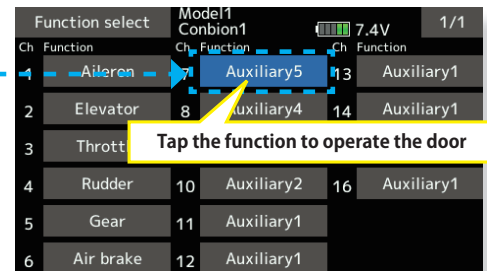 Function select Model1 7.4V 1/1
Conbion1
Ch Function Ch Function Ch Function
1 Aileron 7 Auxiliary5 13 Auxiliary1
2 Elevator 8 Auxiliary4 14 Auxiliary1
3 Thrott Tap the function to operate the door
4 Rudder 10 Auxiliary2 16 Auxiliary1
5 Gear 11 Auxiliary1
6 Air brake 12 Auxiliary1